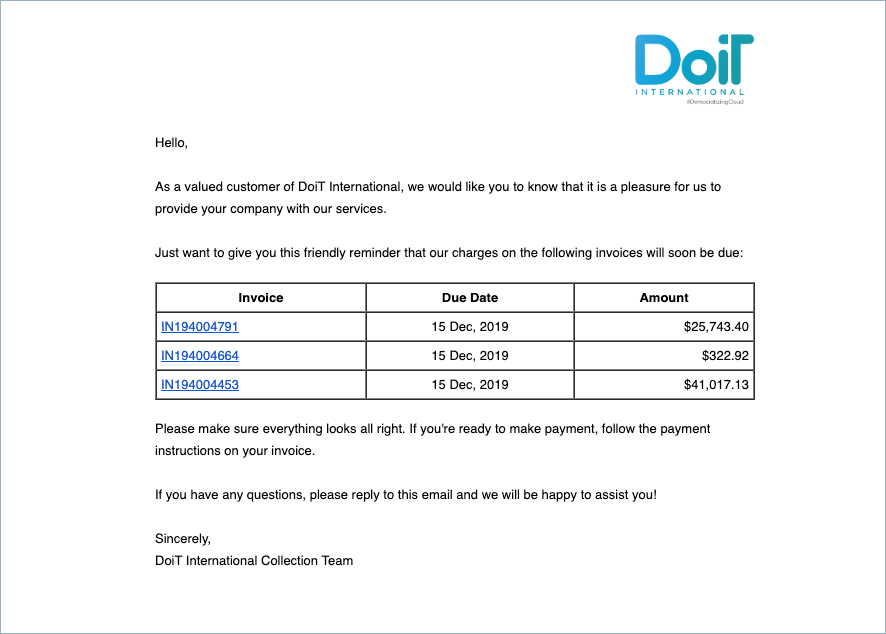 DoiT
INTERNATIONAL
#DemocratizingCloud
Hello,
As a valued customer of DoiT International, we would like you to know that it is a pleasure for us to
provide your company with our services.
Just want to give you this friendly reminder that our charges on the following invoices will soon be due:
Invoice Due Date Amount
IN194004791 15 Dec, 2019 $25,743.40
IN194004664 15 Dec, 2019 $322.92
IN194004453 15 Dec, 2019 $41,017.13
Please make sure everything looks all right. If you're ready to make payment, follow the payment
instructions on your invoice.
If you have any questions, please reply to this email and we will be happy to assist you!
Sincerely,
DoiT International Collection Team